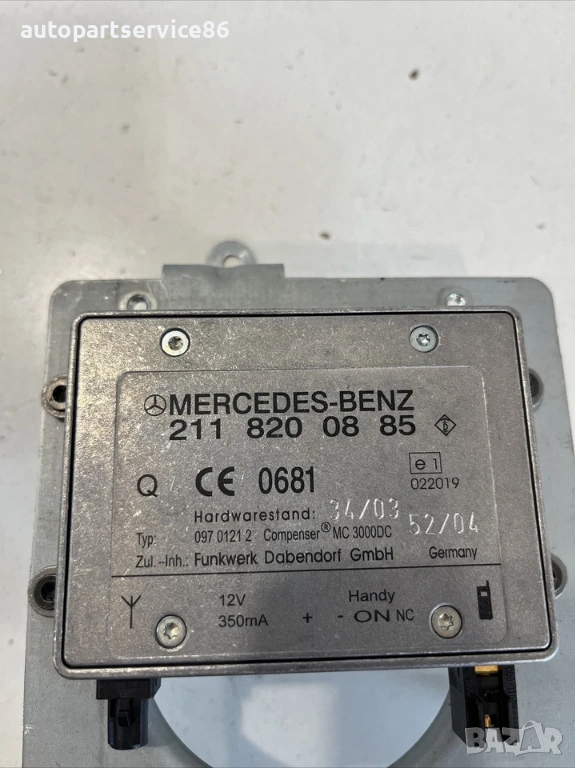 autopartservice86
MERCEDES-BENZ
211 820 08 85
Q CE 0681 e1
022019
Hardwarestand: 34/03 52/04
Typ: 097 0121 2 Compenser® MC 3000DC
Zul.-Inh.: Funkwerk Dabendorf GmbH Germany
12V Handy
350mA + - ON NC
BAZAR